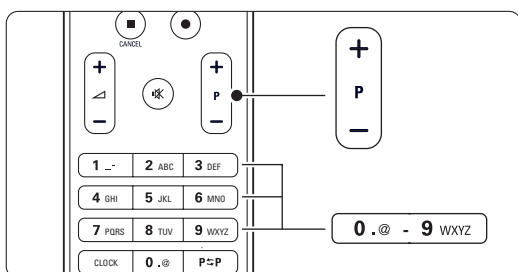 CANCEL
+ + +
P P
− − −
1 _- 2 ABC 3 DEF
4 GHI 5 JKL 6 MNO
7 PQRS 8 TUV 9 WXYZ
0 .@ - 9 WXYZ
CLOCK 0 .@ P⇆P